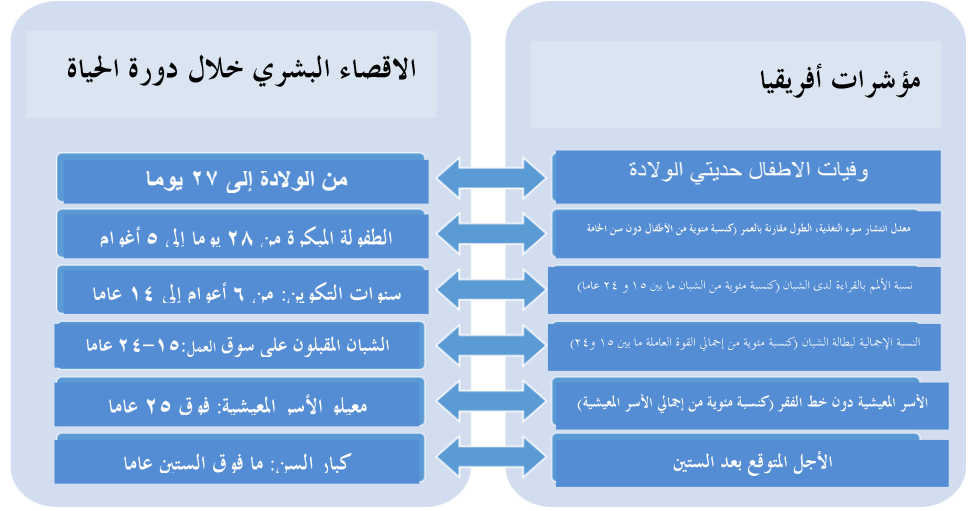 مؤشرات أفريقيا
وفيات الاطفال حديتي الولادة
معدل انتشار سوء التغذية، الطول مقارنة بالعمر (كنسبة مئوية من الأطفال دون سن الخامة
نسبة الألم بالقراءة لدى الشبان (كنسبة مئوية من الشبان ما بين ١٥ و ٢٤ عاما)
النسبة الإجمالية لبطالة الشبان (كنسبة مئوية من إجمالي القوة العاملة ما بين ١٥ و٢٤)
الأسر المعيشية دون خط الفقر (كنسبة مئوية من إجمالي الأسر المعيشية)
الأجل المتوقع بعد الستين
الاقصاء البشري خلال دورة الحياة
من الولادة إلى ٢٧ يوما
الطفولة المبكرة من ٢٨ يوما إلى ٥ أغوام
سنوات التكوين: من ٦ أعوام إلى ١٤ عاما
الشبان المقبلون على سوق العمل:١٥-٢٤ عاما
معيلو الأسر المعيشية: فوق ٢٥ عاما
كبار السن: ما فوق الستين عاما